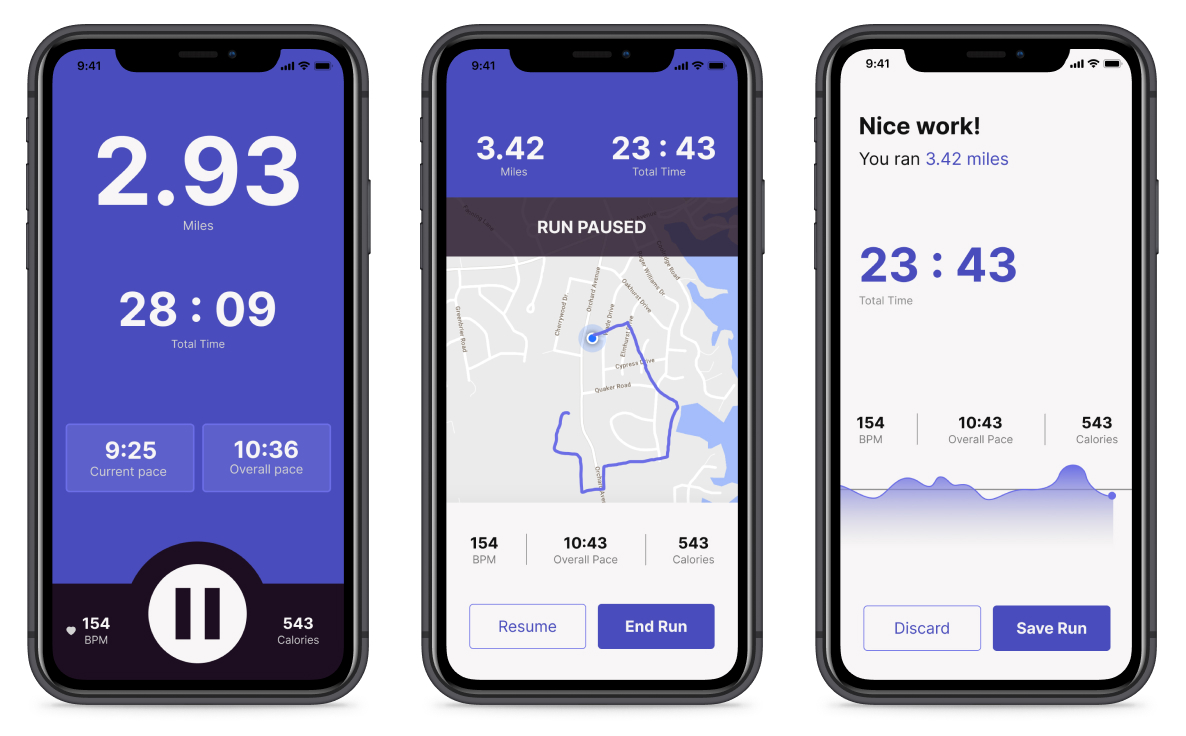 9:41
2.93
Miles
28 : 09
Total Time
9:25
Current pace
10:36
Overall pace
154
BPM
543
Calories
9:41
3.42
Miles
23 : 43
Total Time
RUN PAUSED
Orchard Avenue
Cherrywood Dr
Roger Williams Dr
Oakhurst Drive
Greenbrier Road
Elmhurst Drive
Cypress Drive
Quaker Road
154
BPM
10:43
Overall Pace
543
Calories
Resume
End Run
9:41
Nice work!
You ran 3.42 miles
23 : 43
Total Time
154
BPM
10:43
Overall Pace
543
Calories
Discard
Save Run